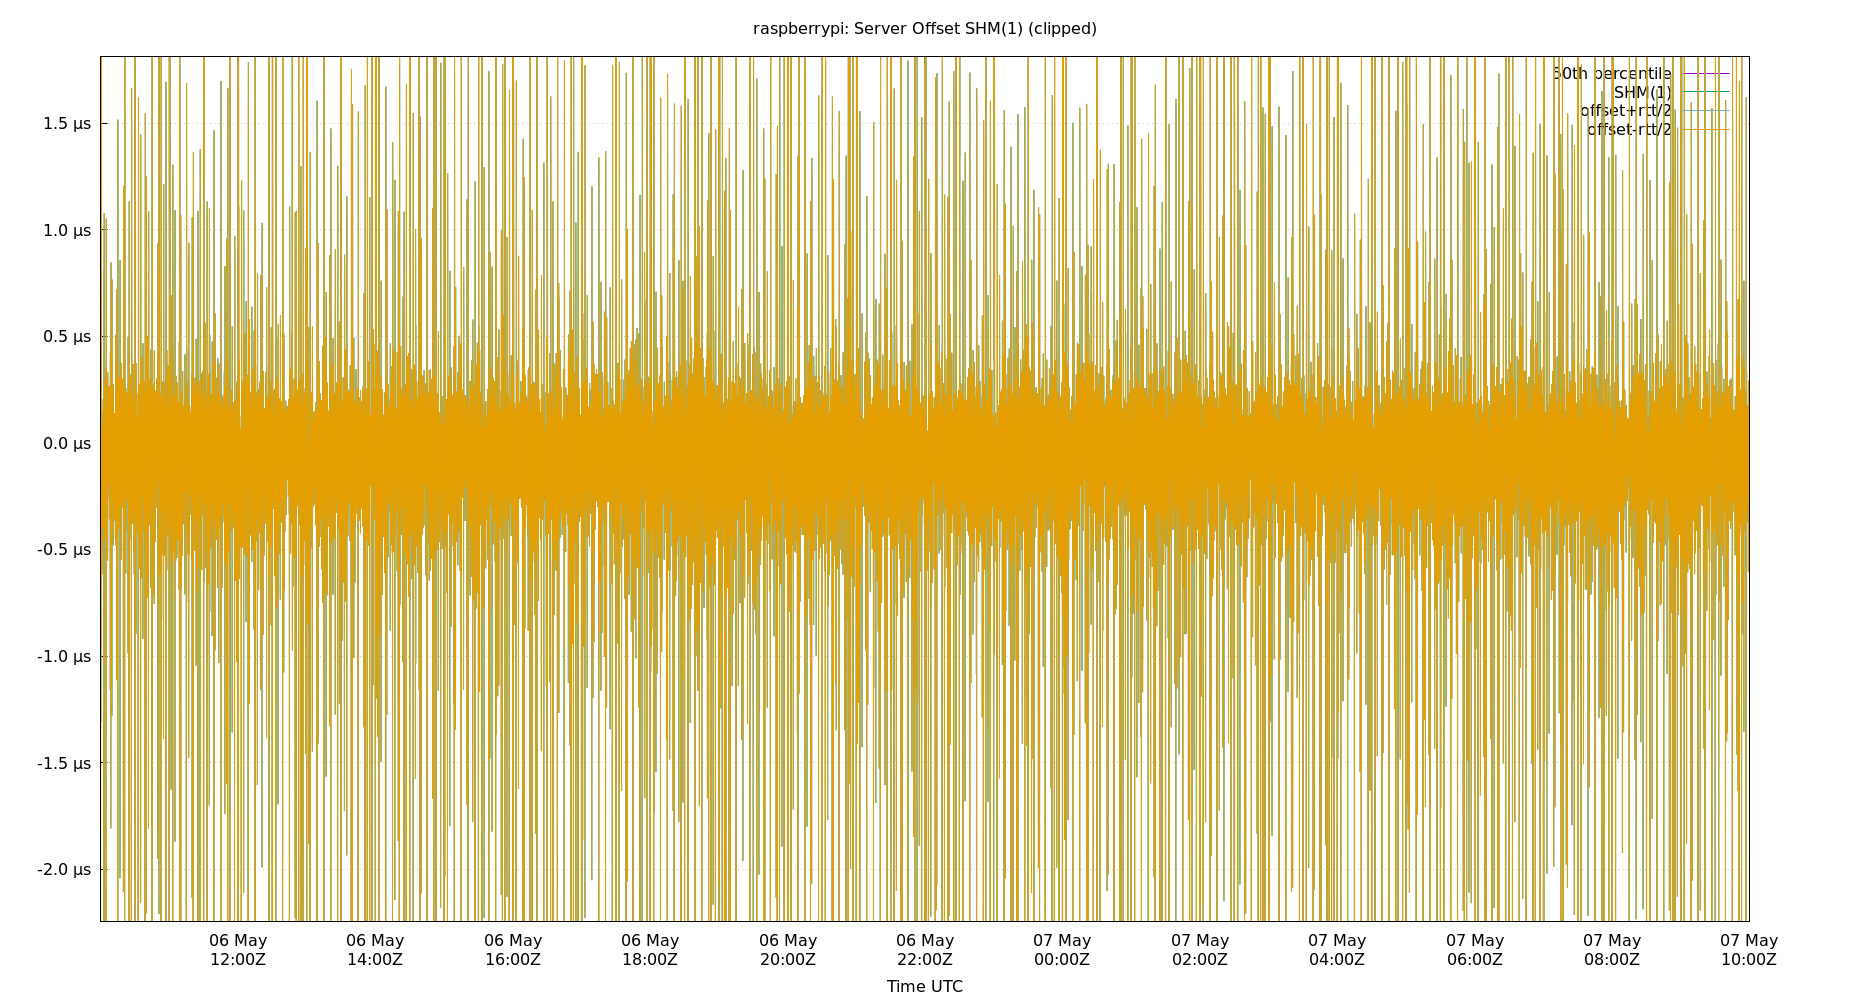 raspberrypi: Server Offset SHM(1) (clipped)
50th percentile
SHM(1)
offset+rtt/2
offset-rtt/2
1.5 µs
1.0 µs
0.5 µs
0.0 µs
-0.5 µs
-1.0 µs
-1.5 µs
-2.0 µs
06 May 06 May 06 May 06 May 06 May 06 May 07 May 07 May 07 May 07 May 07 May 07 May
12:00Z 14:00Z 16:00Z 18:00Z 20:00Z 22:00Z 00:00Z 02:00Z 04:00Z 06:00Z 08:00Z 10:00Z
Time UTC